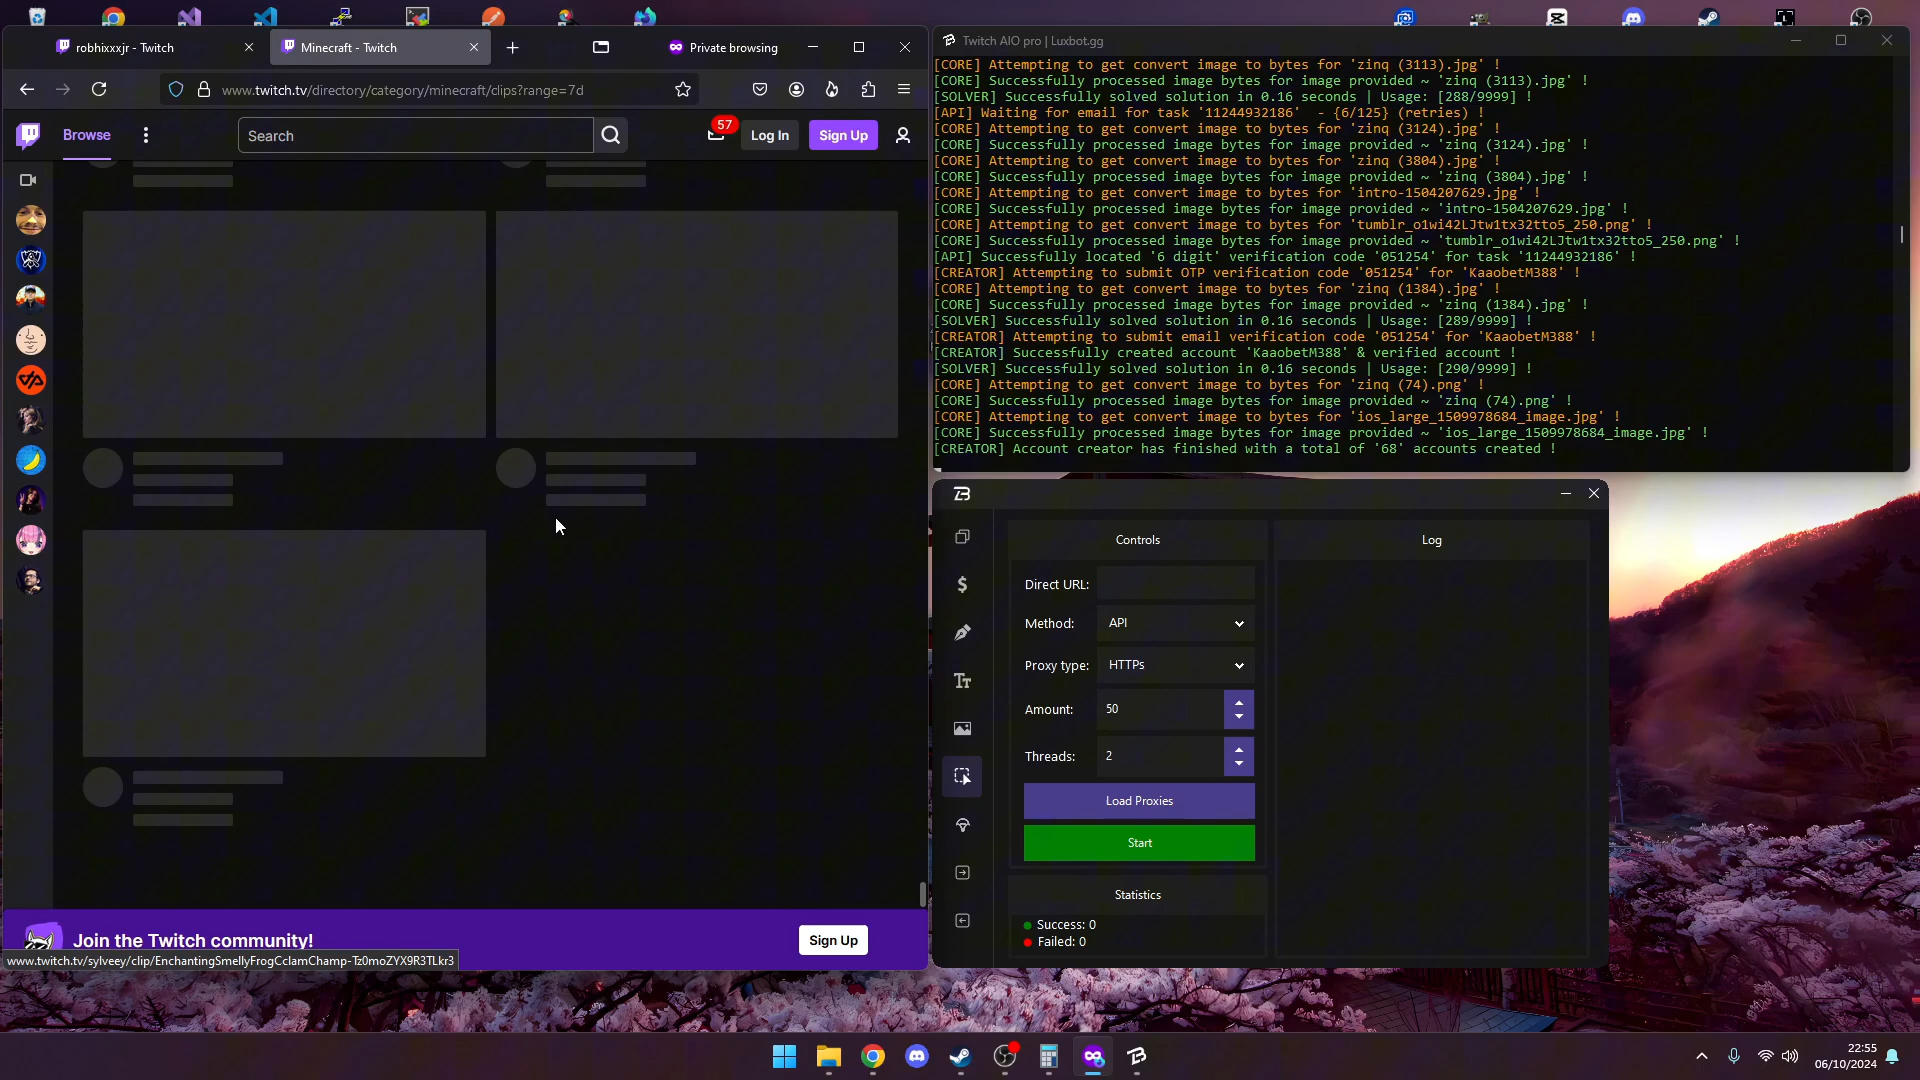 robhixxxjr - Twitch
Minecraft - Twitch
Private browsing
www.twitch.tv/directory/category/minecraft/clips?range=7d
Browse
Search
57
Log In
Sign Up
Join the Twitch community!
Sign Up
www.twitch.tv/sylveey/clip/EnchantingSmellyFrogCclamChamp-Tz0moZYX9R3TLkr3
Twitch AIO pro | Luxbot.gg
[CORE] Attempting to get convert image to bytes for 'zinq (3113).jpg' !
[CORE] Successfully processed image bytes for image provided ~ 'zinq (3113).jpg' !
[SOLVER] Successfully solved solution in 0.16 seconds | Usage: [288/9999] !
[API] Waiting for email for task '11244932186'  - {6/125} (retries) !
[CORE] Attempting to get convert image to bytes for 'zinq (3124).jpg' !
[CORE] Successfully processed image bytes for image provided ~ 'zinq (3124).jpg' !
[CORE] Attempting to get convert image to bytes for 'zinq (3804).jpg' !
[CORE] Successfully processed image bytes for image provided ~ 'zinq (3804).jpg' !
[CORE] Attempting to get convert image to bytes for 'intro-1504207629.jpg' !
[CORE] Successfully processed image bytes for image provided ~ 'intro-1504207629.jpg' !
[CORE] Attempting to get convert image to bytes for 'tumblr_o1wi42LJtw1tx32tto5_250.png' !
[CORE] Successfully processed image bytes for image provided ~ 'tumblr_o1wi42LJtw1tx32tto5_250.png' !
[API] Successfully located '6 digit' verification code '051254' for task '11244932186' !
[CREATOR] Attempting to submit OTP verification code '051254' for 'KaaobetM388' !
[CORE] Attempting to get convert image to bytes for 'zinq (1384).jpg' !
[CORE] Successfully processed image bytes for image provided ~ 'zinq (1384).jpg' !
[SOLVER] Successfully solved solution in 0.16 seconds | Usage: [289/9999] !
[CREATOR] Attempting to submit email verification code '051254' for 'KaaobetM388' !
[CREATOR] Successfully created account 'KaaobetM388' & verified account !
[SOLVER] Successfully solved solution in 0.16 seconds | Usage: [290/9999] !
[CORE] Attempting to get convert image to bytes for 'zinq (74).png' !
[CORE] Successfully processed image bytes for image provided ~ 'zinq (74).png' !
[CORE] Attempting to get convert image to bytes for 'ios_large_1509978684_image.jpg' !
[CORE] Successfully processed image bytes for image provided ~ 'ios_large_1509978684_image.jpg' !
[CREATOR] Account creator has finished with a total of '68' accounts created !
Controls
Log
Direct URL:
Method: API
Proxy type: HTTPs
Amount: 50
Threads: 2
Load Proxies
Start
Statistics
Success: 0
Failed: 0
22:55
06/10/2024